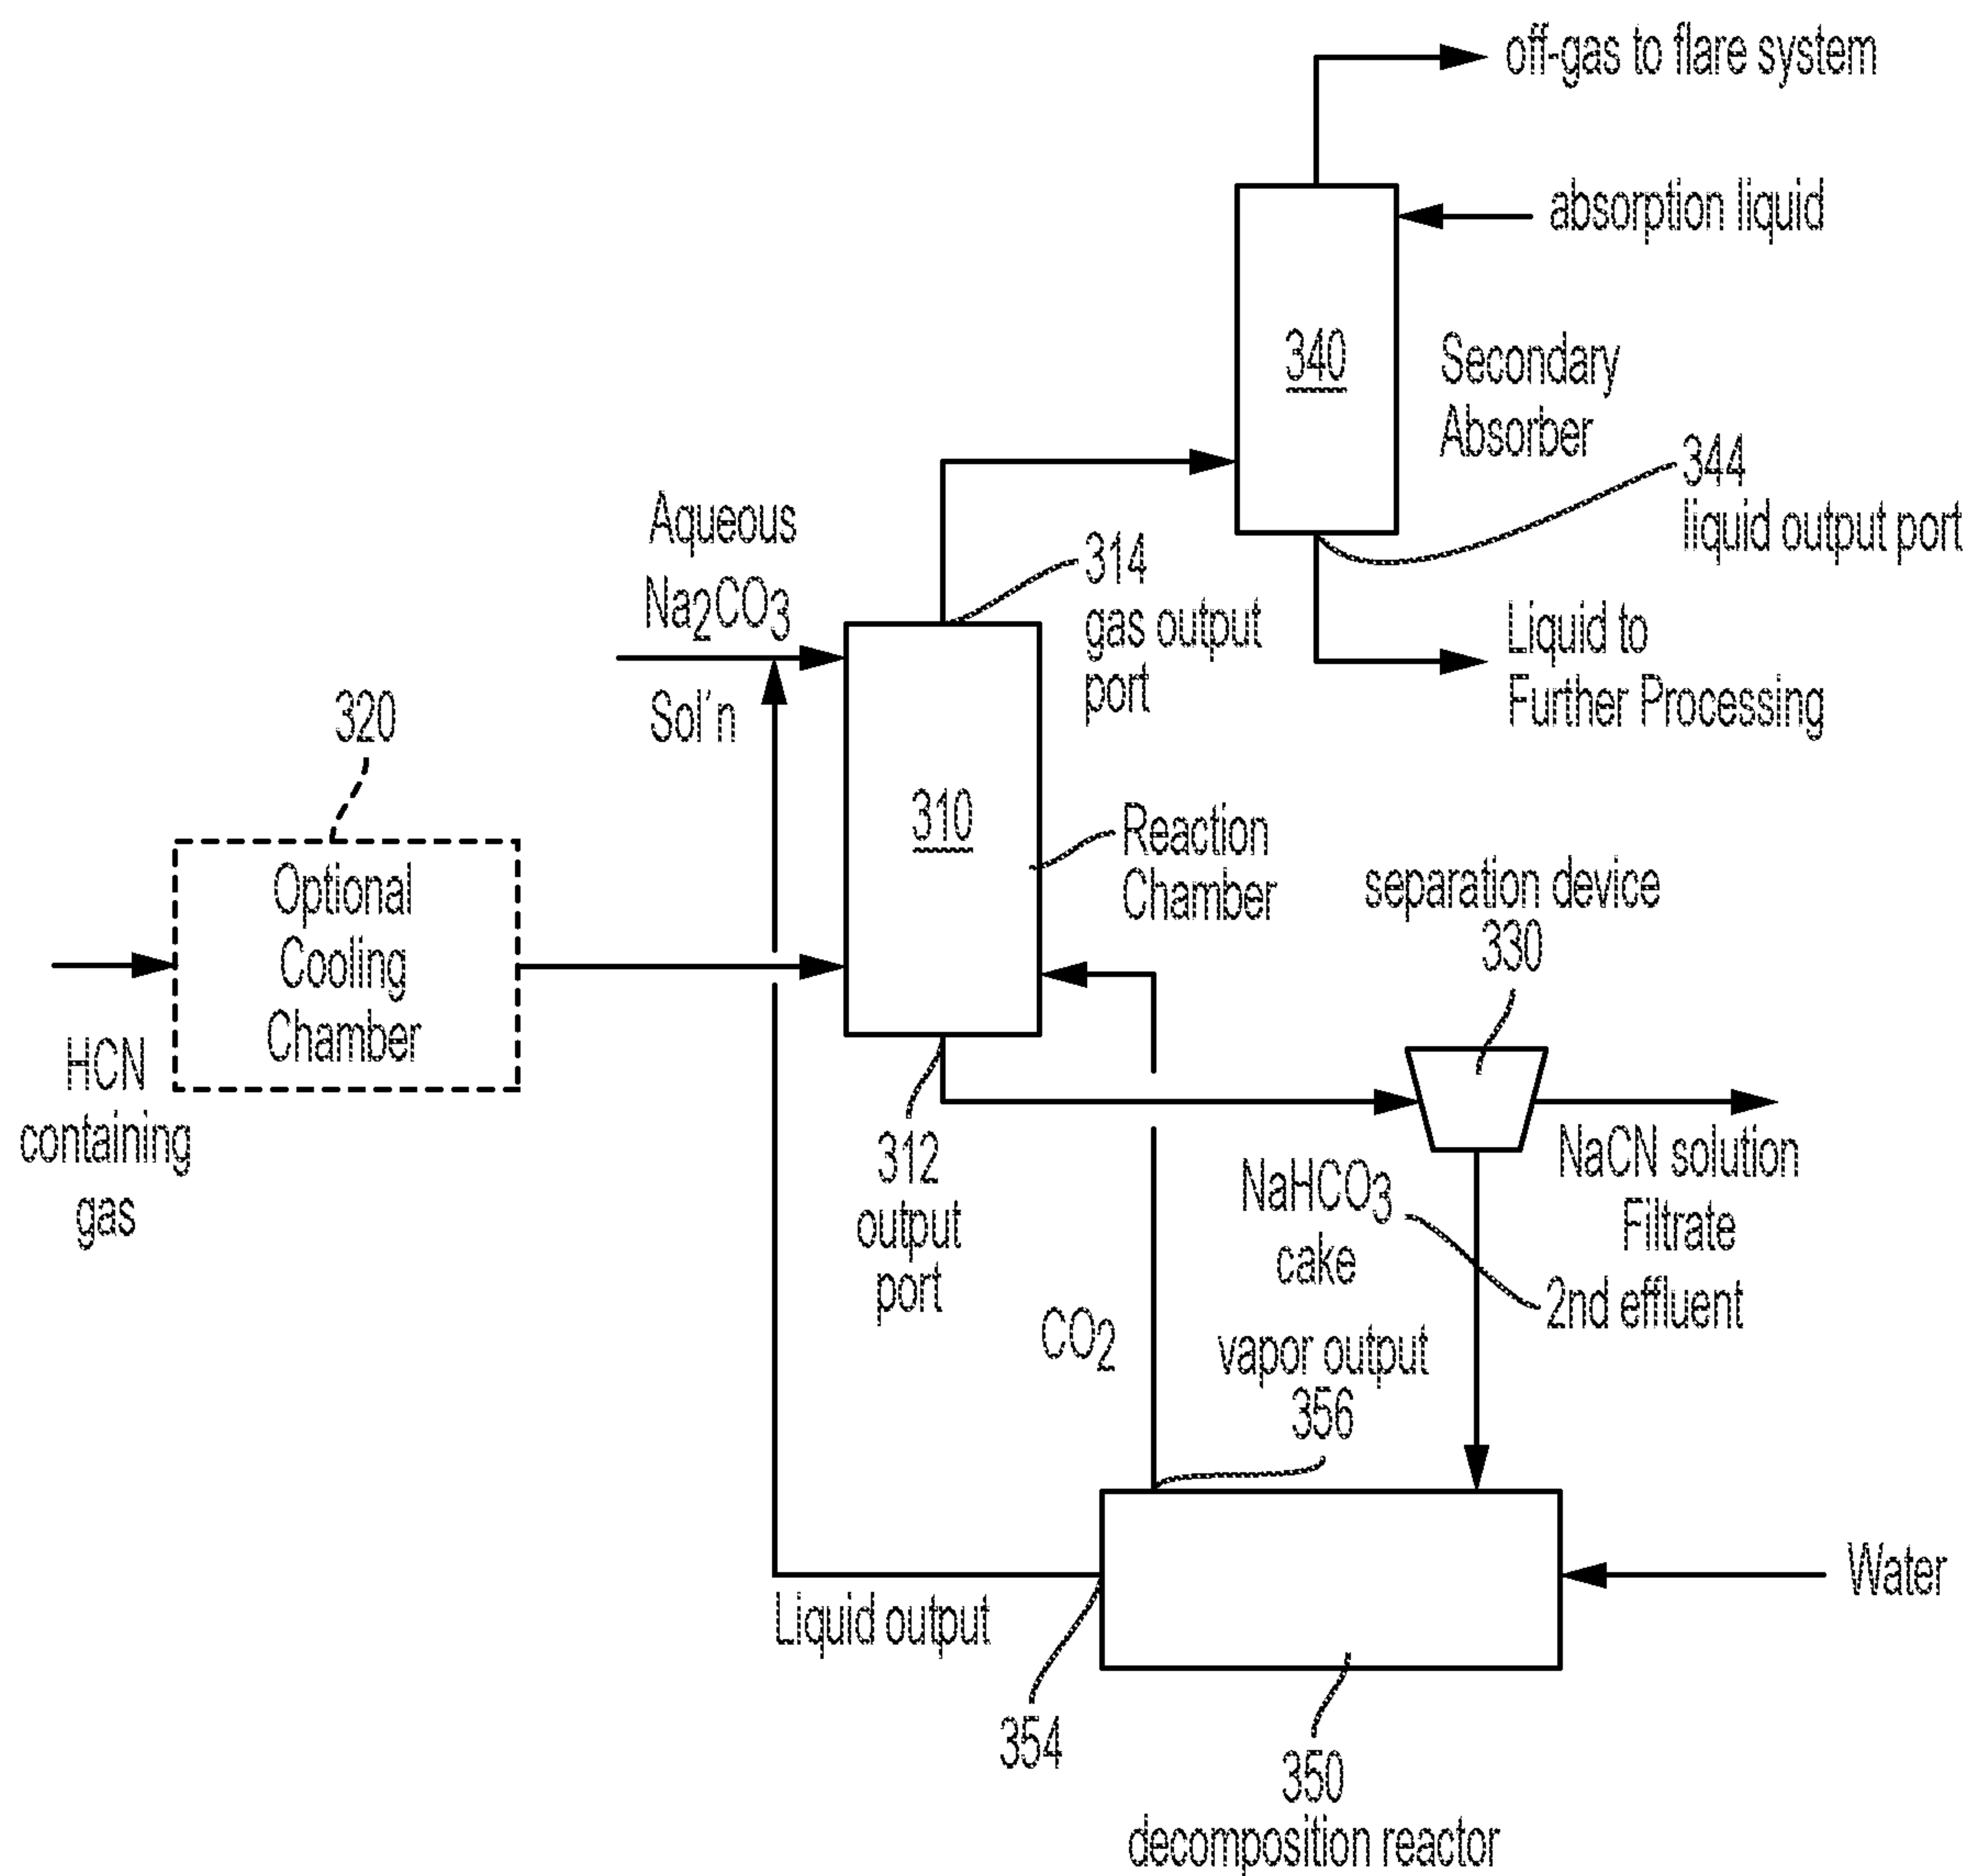 off-gas to flare system
absorption liquid
340
Secondary
Absorber
344
liquid output port
Liquid to
Further Processing
Aqueous
Na2CO3
Sol'n
314
gas output
port
320
Optional
Cooling
Chamber
HCN
containing
gas
310
Reaction
Chamber
separation device
330
312
output
port
NaCN solution
Filtrate
NaHCO3
cake
2nd effluent
CO2
vapor output
356
Water
Liquid output
354
350
decomposition reactor